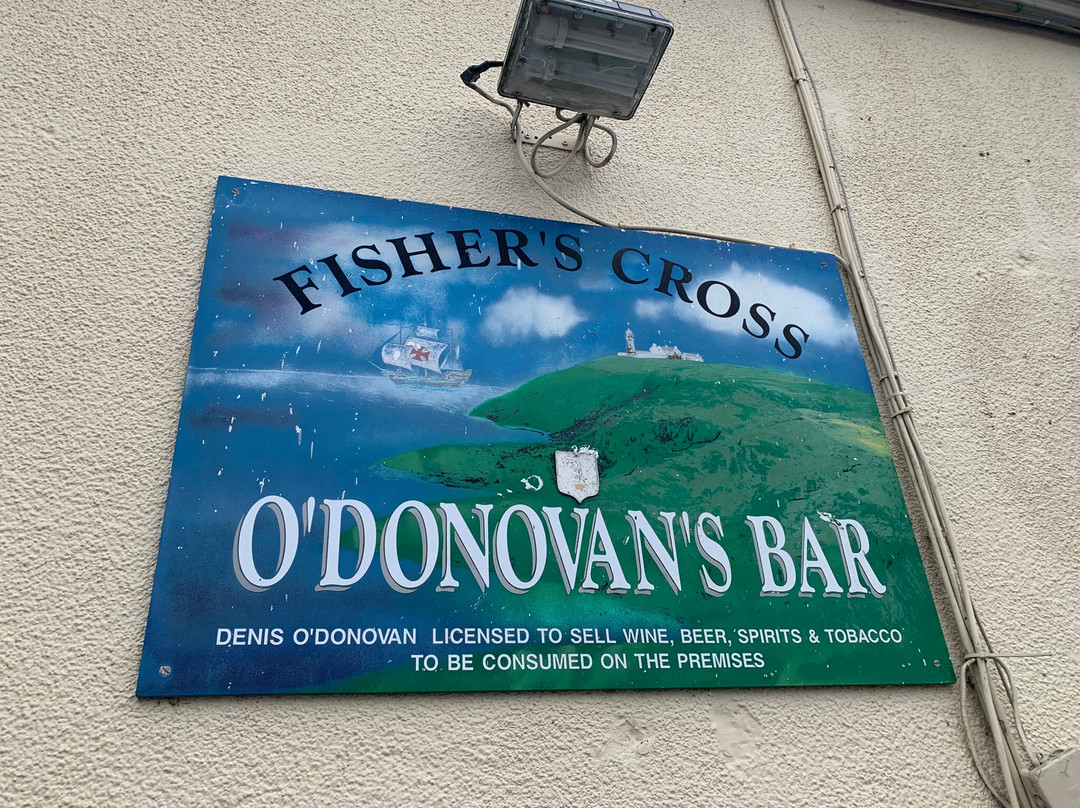 FISHER'S CROSS
O'DONOVAN'S BAR
DENIS O'DONOVAN LICENSED TO SELL WINE, BEER, SPIRITS & TOBACCO
TO BE CONSUMED ON THE PREMISES